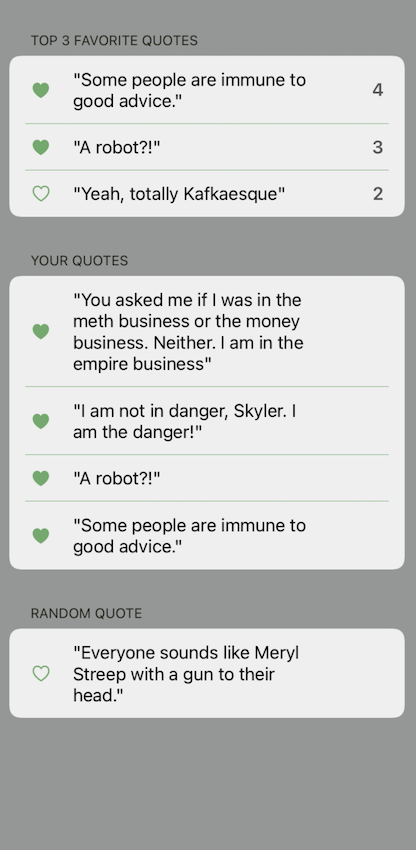 TOP 3 FAVORITE QUOTES
"Some people are immune to
good advice."
4
"A robot?!"
3
"Yeah, totally Kafkaesque"
2
YOUR QUOTES
"You asked me if I was in the
meth business or the money
business. Neither. I am in the
empire business"
"I am not in danger, Skyler. I
am the danger!"
"A robot?!"
"Some people are immune to
good advice."
RANDOM QUOTE
"Everyone sounds like Meryl
Streep with a gun to their
head."